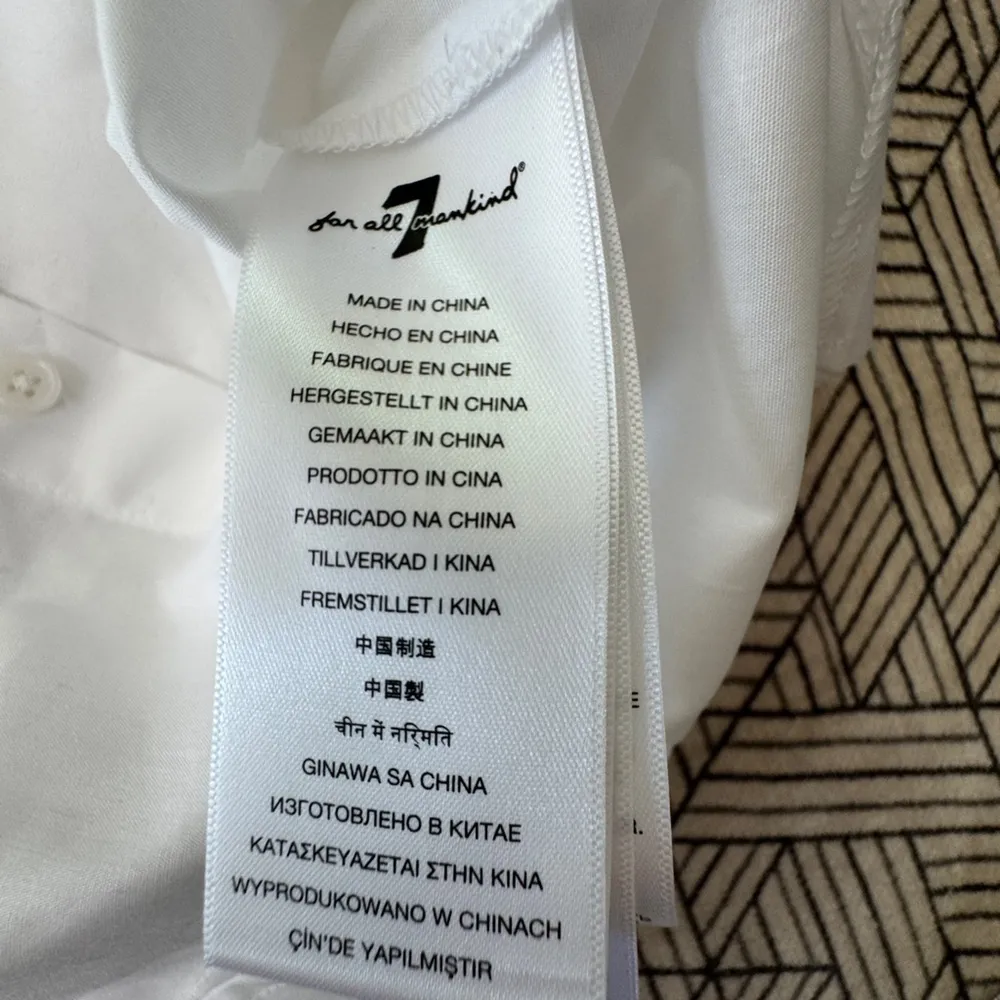 for all 7 mankind®
MADE IN CHINA
HECHO EN CHINA
FABRIQUE EN CHINE
HERGESTELLT IN CHINA
GEMAAKT IN CHINA
PRODOTTO IN CINA
FABRICADO NA CHINA
TILLVERKAD I KINA
FREMSTILLET I KINA
中国制造
中国製
चीन में नरि्मति
GINAWA SA CHINA
ИЗГОТОВЛЕНО В КИТАЕ
ΚΑΤΑΣΚΕΥΑΖΕΤΑΙ ΣΤΗΝ ΚΙΝΑ
WYPRODUKOWANO W CHINACH
ÇİN'DE YAPILMIŞTIR